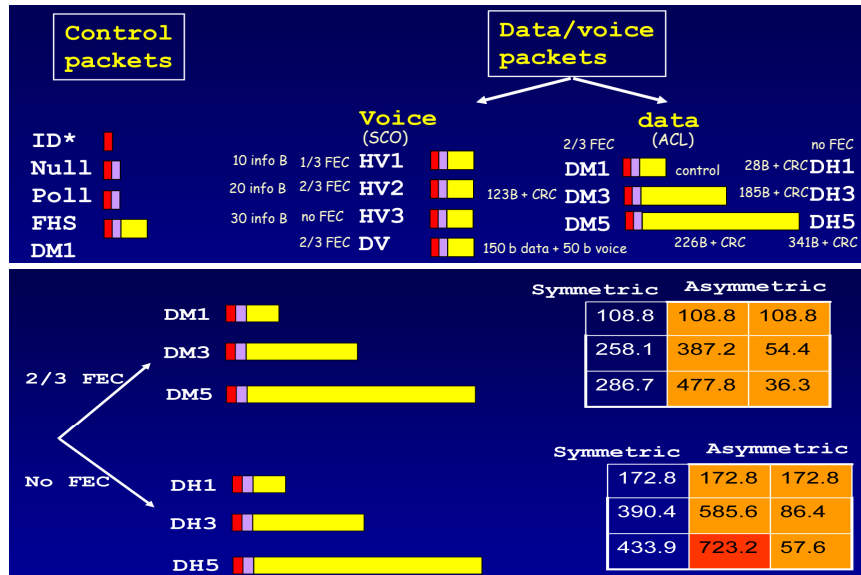 Control
packets
Data/voice
packets
Voice
(SCO)
data
(ACL)
ID*
Null
Poll
FHS
DM1
10 info B 1/3 FEC HV1
20 info B 2/3 FEC HV2
30 info B no FEC HV3
2/3 FEC DV 150 b data + 50 b voice
2/3 FEC no FEC
DM1 control 28B + CRC DH1
123B + CRC DM3 185B + CRC DH3
DM5 DH5
226B + CRC 341B + CRC
2/3 FEC
No FEC
DM1
DM3
DM5
Symmetric Asymmetric
108.8 108.8 108.8
258.1 387.2 54.4
286.7 477.8 36.3
DH1
DH3
DH5
Symmetric Asymmetric
172.8 172.8 172.8
390.4 585.6 86.4
433.9 723.2 57.6